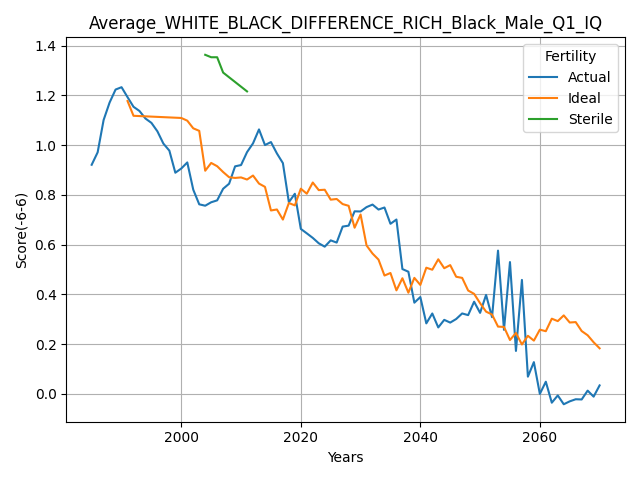 Average_WHITE_BLACK_DIFFERENCE_RICH_Black_Male_Q1_IQ
Fertility
Actual
Ideal
Sterile
Score(-6-6)
1.4
1.2
1.0
0.8
0.6
0.4
0.2
0.0
2000
2020
2040
2060
Years